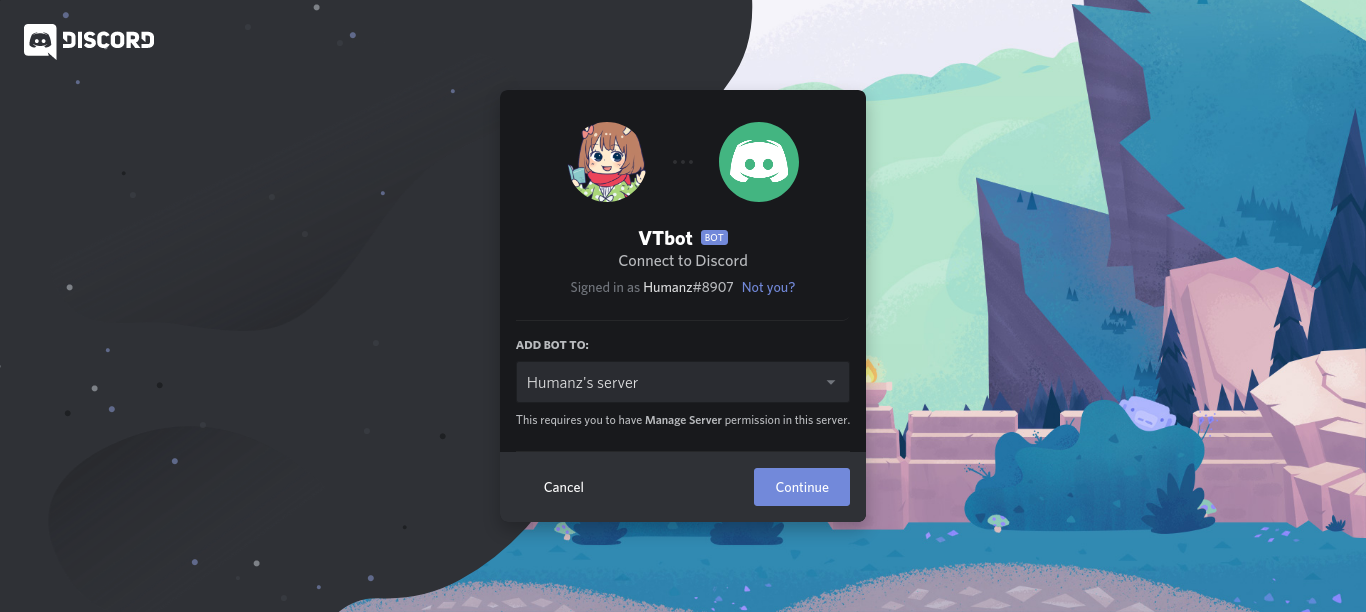 DISCORD
VTbot BOT
Connect to Discord
Signed in as Humanz#8907 Not you?
ADD BOT TO:
Humanz's server
This requires you to have Manage Server permission in this server.
Cancel
Continue